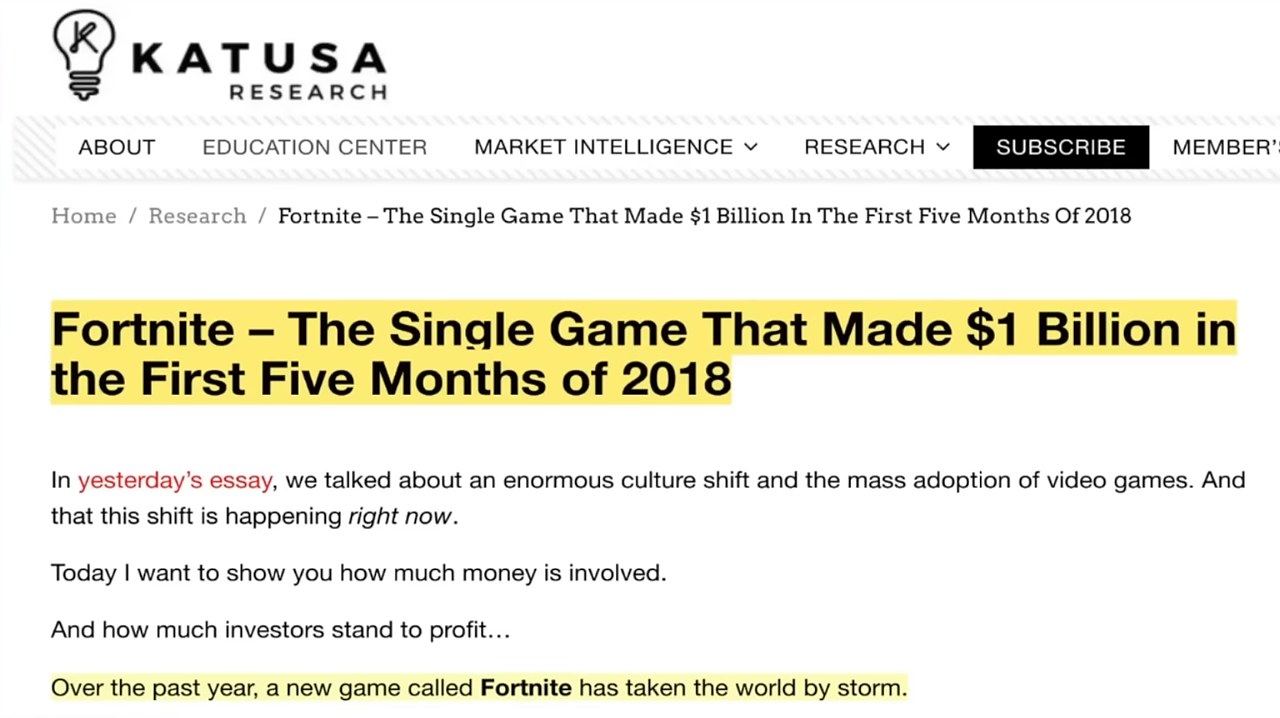 KATUSA
RESEARCH
ABOUT EDUCATION CENTER MARKET INTELLIGENCE RESEARCH SUBSCRIBE MEMBER'S
Home / Research / Fortnite – The Single Game That Made $1 Billion In The First Five Months Of 2018
Fortnite – The Single Game That Made $1 Billion in
the First Five Months of 2018
In yesterday's essay, we talked about an enormous culture shift and the mass adoption of video games. And
that this shift is happening right now.
Today I want to show you how much money is involved.
And how much investors stand to profit…
Over the past year, a new game called Fortnite has taken the world by storm.